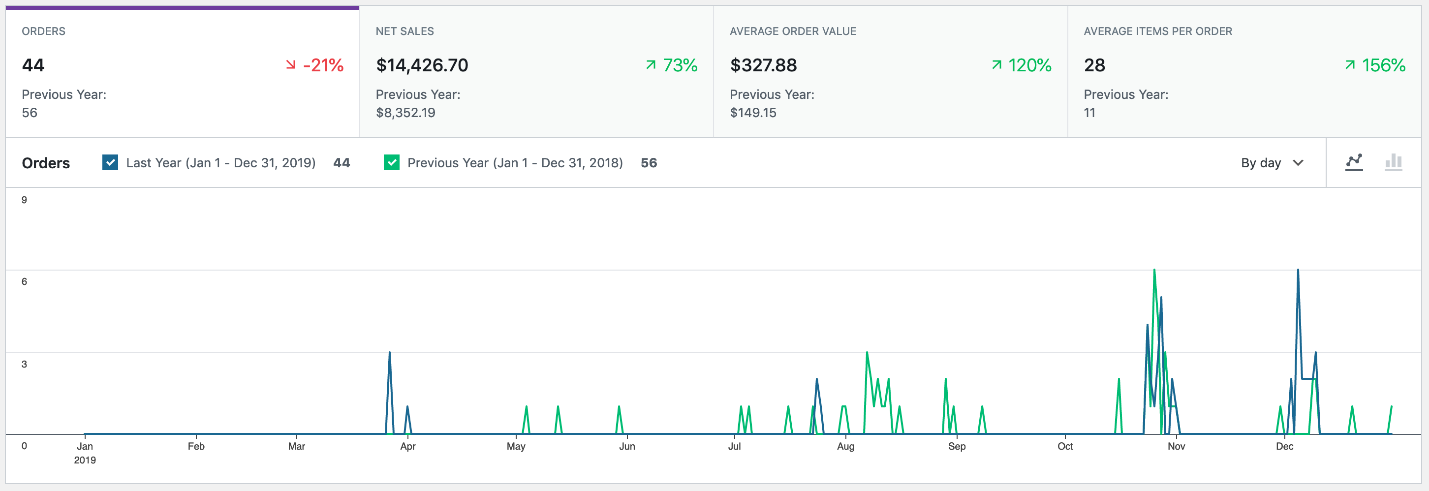 ORDERS NET SALES AVERAGE ORDER VALUE AVERAGE ITEMS PER ORDER
44 -21% $14,426.70 73% $327.88 120% 28 156%
Previous Year: Previous Year: Previous Year: Previous Year:
56 $8,352.19 $149.15 11
Orders Last Year (Jan 1 - Dec 31, 2019) 44 Previous Year (Jan 1 - Dec 31, 2018) 56 By day
9
6
3
0 Jan Feb Mar Apr May Jun Jul Aug Sep Oct Nov Dec
2019